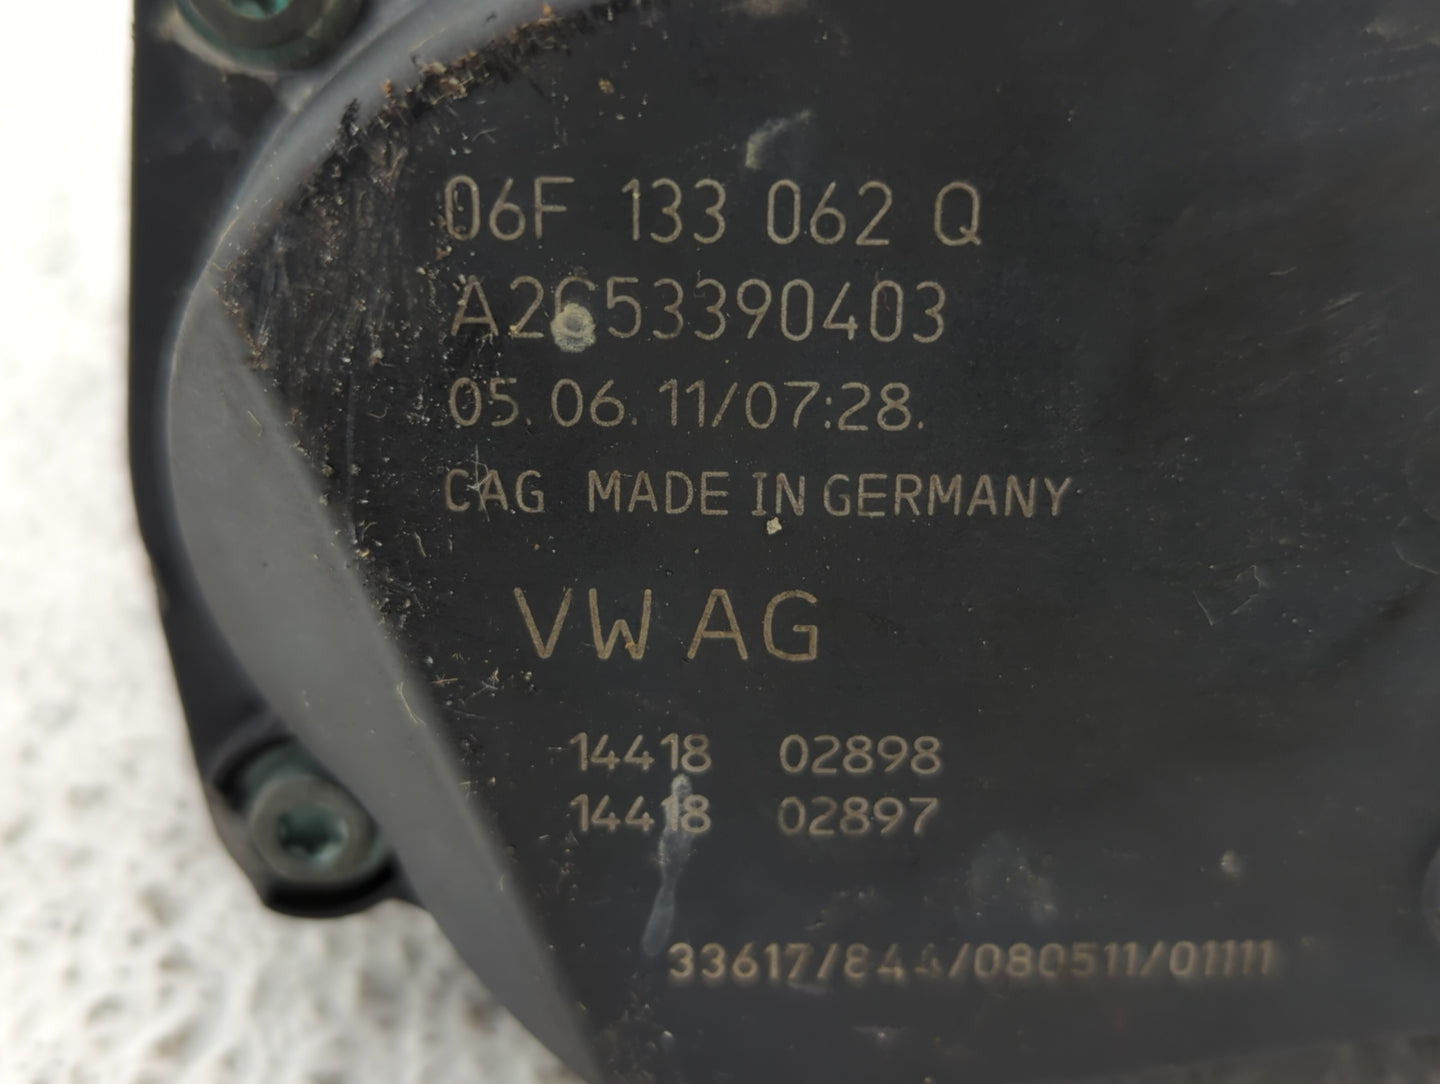 06F 133 062 Q
A2C53390403
05.06.11/07:28.
CAG MADE IN GERMANY
VW AG
14418 02898
14418 02897
33617/844/080511/01111